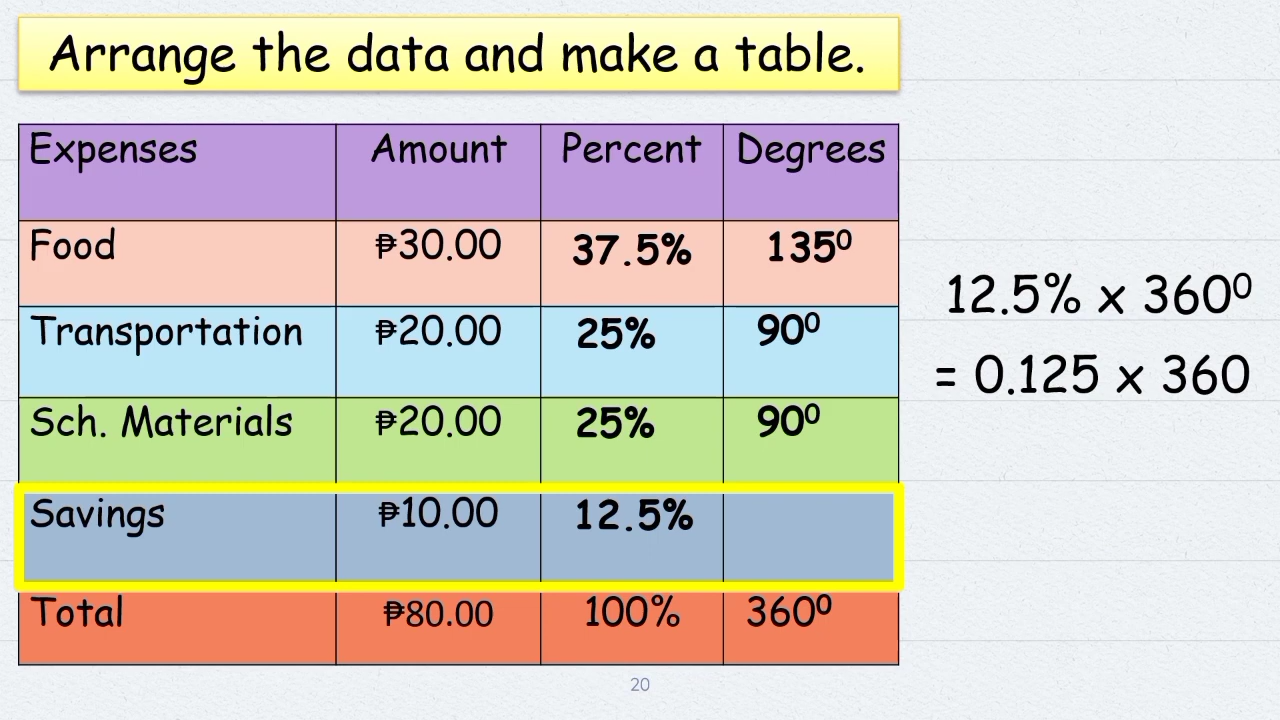 Arrange the data and make a table.
Expenses Amount Percent Degrees
Food ₱30.00 37.5% 135⁰
12.5% x 360⁰
Transportation ₱20.00 25% 90⁰
= 0.125 x 360
Sch. Materials ₱20.00 25% 90⁰
Savings ₱10.00 12.5%
Total ₱80.00 100% 360⁰
20